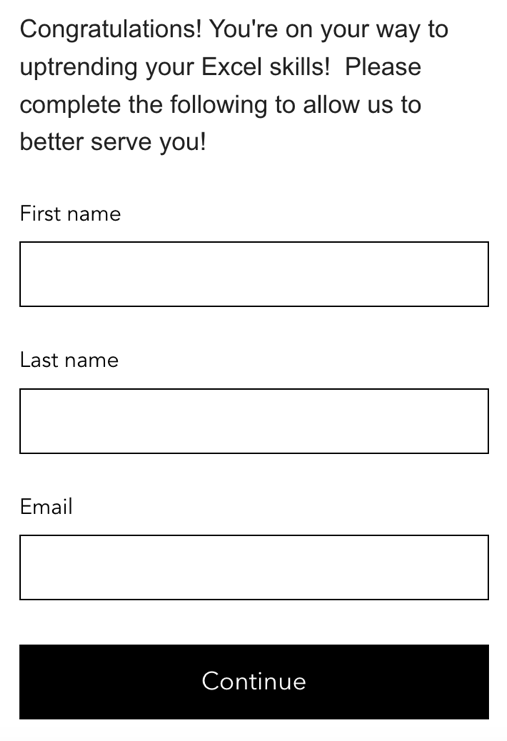 Congratulations! You're on your way to
uptrending your Excel skills!  Please
complete the following to allow us to
better serve you!
First name
Last name
Email
Continue